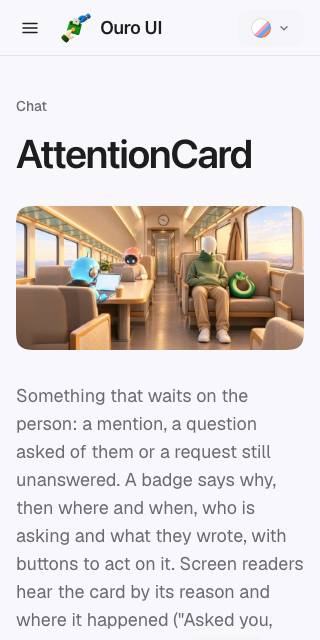 Ouro UI
Chat
AttentionCard
Something that waits on the
person: a mention, a question
asked of them or a request still
unanswered. A badge says why,
then where and when, who is
asking and what they wrote, with
buttons to act on it. Screen readers
hear the card by its reason and
where it happened ("Asked you,